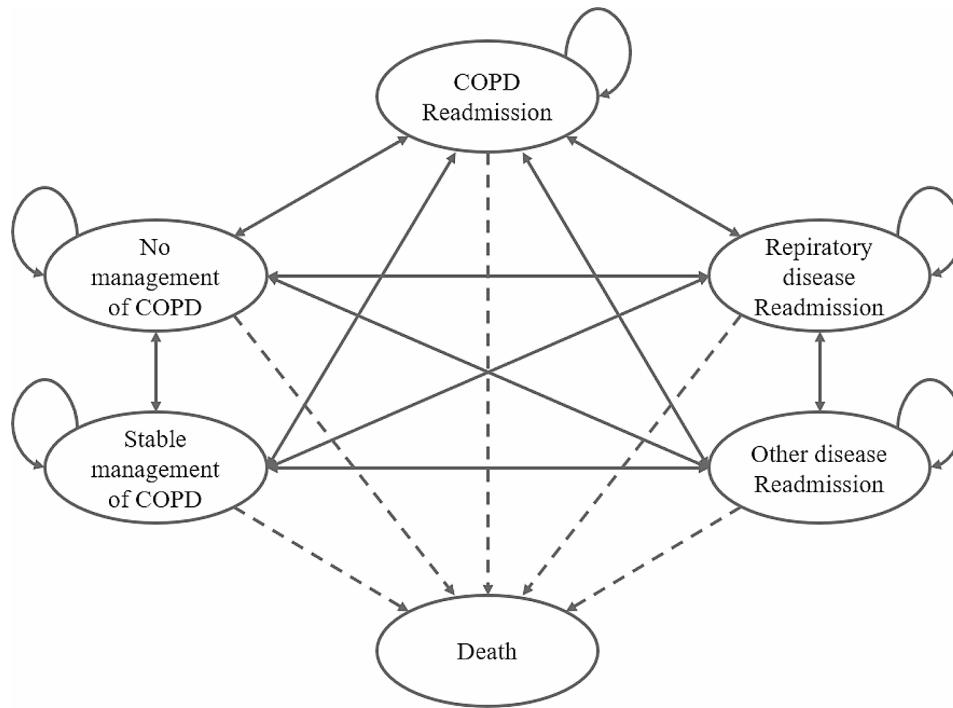 COPD
Readmission
No
management
of COPD
Repiratory
disease
Readmission
Stable
management
of COPD
Other disease
Readmission
Death